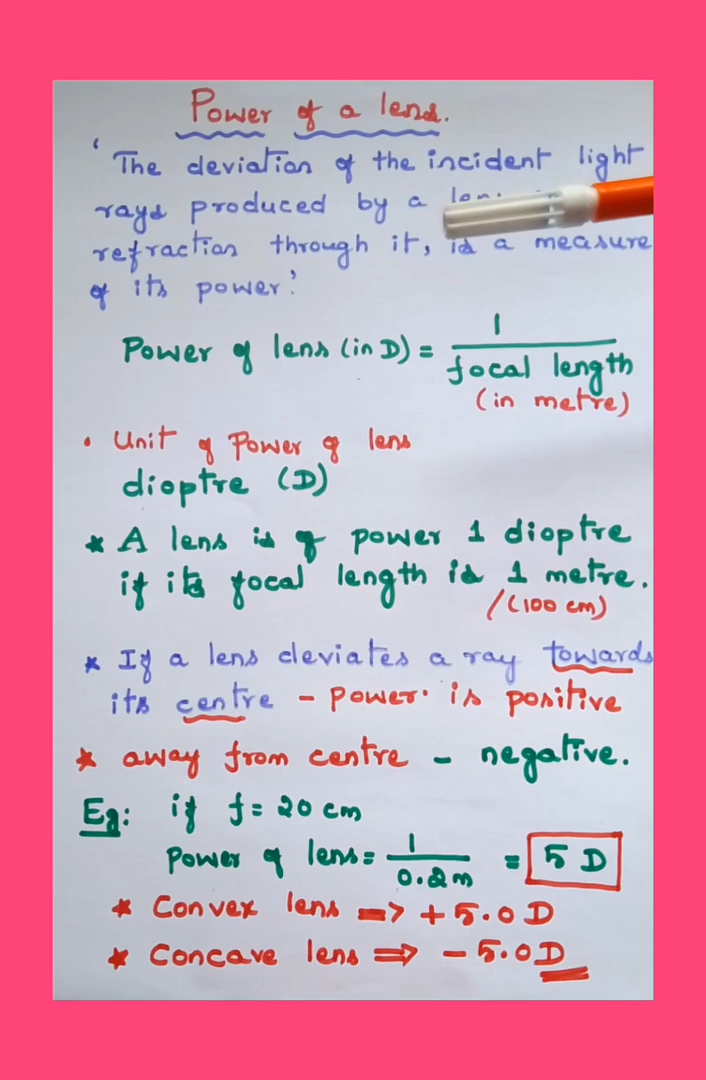 Power of a lens.
'The deviation of the incident light
rays produced by a
refraction through it, is a measure
of its power.'
Power of lens (in D) = 1 / focal length
(in metre)
• Unit of Power of lens
dioptre (D)
* A lens is of power 1 dioptre
if its focal length is 1 metre.
/(100 cm)
* If a lens deviates a ray towards
its centre - Power. is positive
* away from centre - negative.
Eg: if f = 20 cm
Power of lens = 1 / 0.2m = 5 D
* Convex lens => + 5.0 D
* Concave lens => - 5.0 D